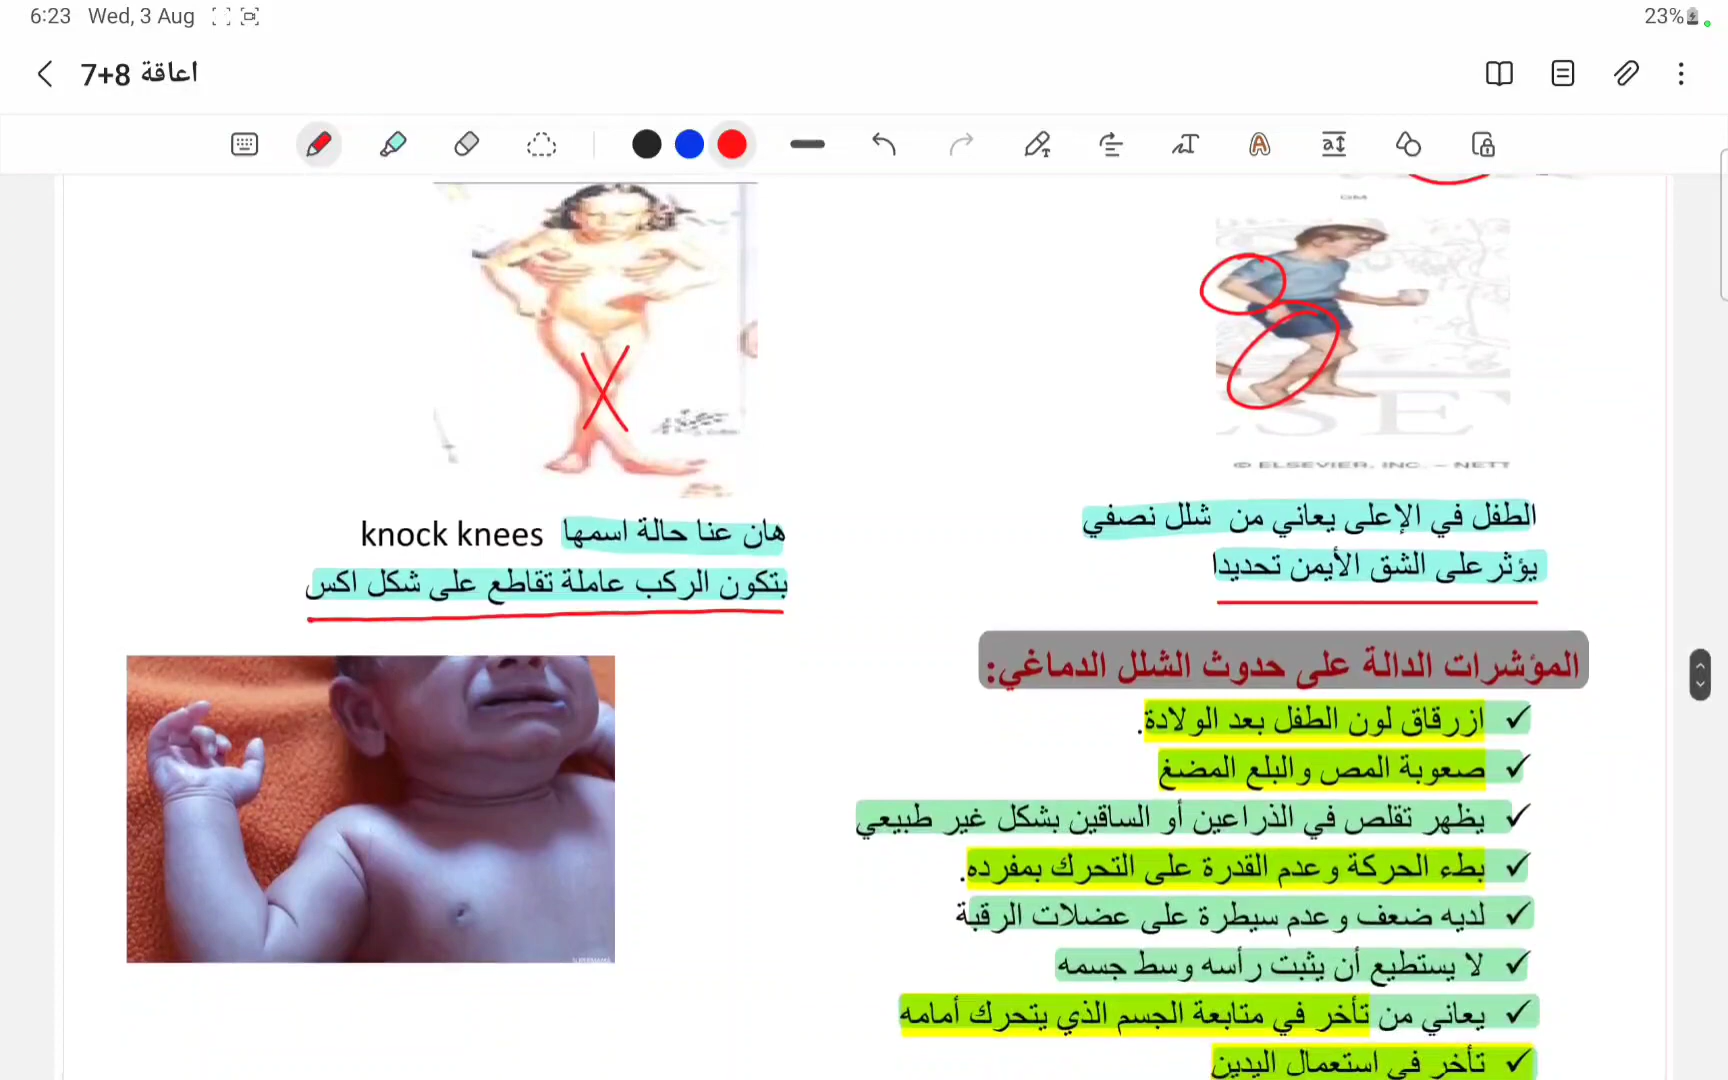 6:23 Wed, 3 Aug
23%
اعاقة 7+8
© ELSEVIER, INC. – NETT
الطفل في الإعلى يعاني من شلل نصفي
يؤثر على الشق الأيمن تحديدا
هان عنا حالة اسمها knock knees
بتكون الركب عاملة تقاطع على شكل اكس
المؤشرات الدالة على حدوث الشلل الدماغي:
✓ ازرقاق لون الطفل بعد الولادة.
✓ صعوبة المص والبلع المضغ
✓ يظهر تقلص في الذراعين أو الساقين بشكل غير طبيعي
✓ بطء الحركة وعدم القدرة على التحرك بمفرده.
✓ لديه ضعف وعدم سيطرة على عضلات الرقبة
✓ لا يستطيع أن يثبت رأسه وسط جسمه
✓ يعاني من تأخر في متابعة الجسم الذي يتحرك أمامه
✓ تأخر في استعمال اليدين